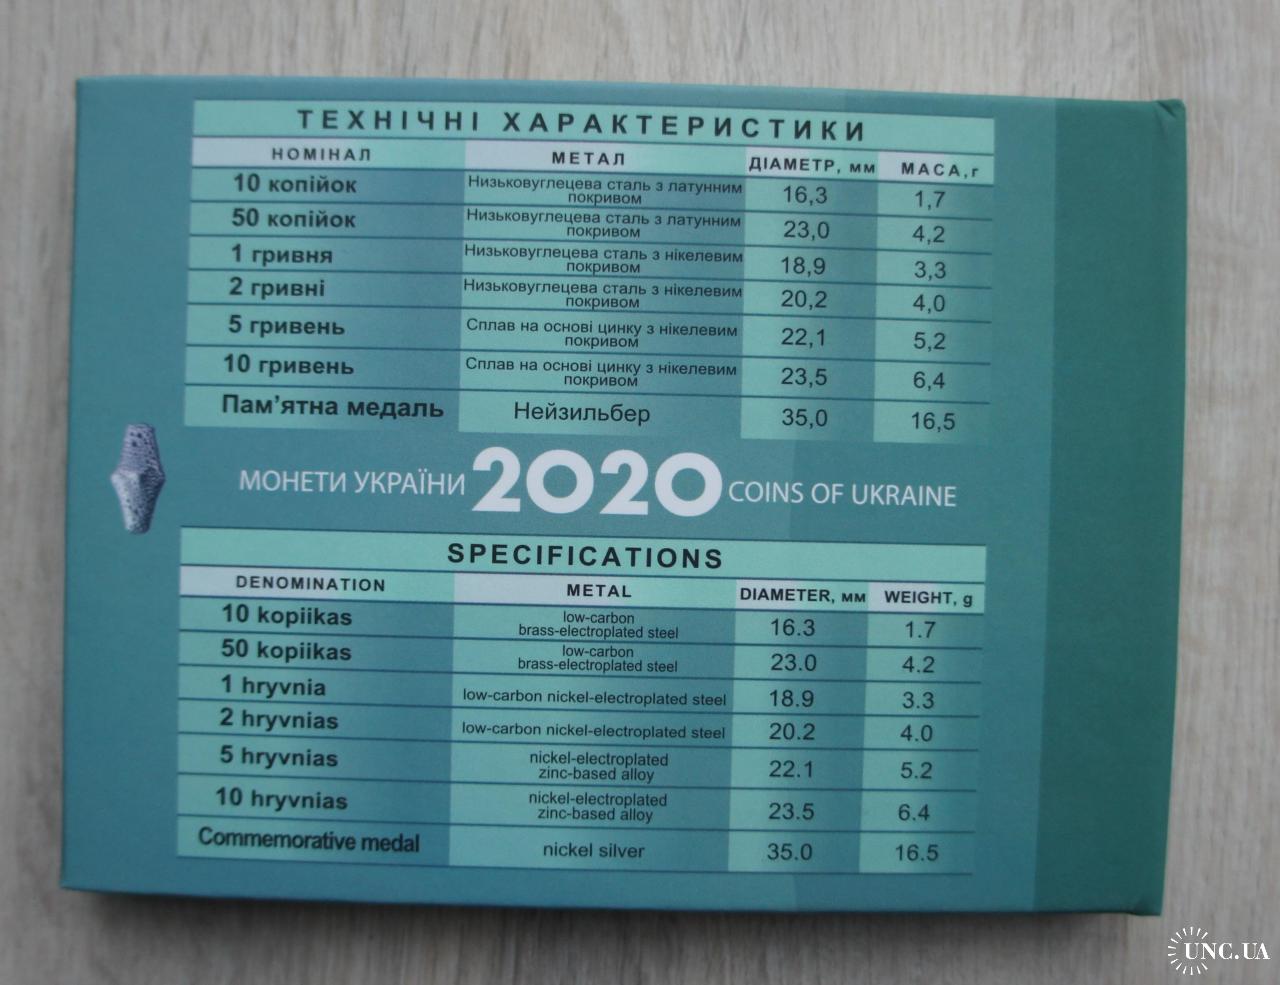 ТЕХНІЧНІ ХАРАКТЕРИСТИКИ
НОМІНАЛ МЕТАЛ ДІАМЕТР, мм МАСА, г
10 копійок Низьковуглецева сталь з латунним покривом 16,3 1,7
50 копійок Низьковуглецева сталь з латунним покривом 23,0 4,2
1 гривня Низьковуглецева сталь з нікелевим покривом 18,9 3,3
2 гривні Низьковуглецева сталь з нікелевим покривом 20,2 4,0
5 гривень Сплав на основі цинку з нікелевим покривом 22,1 5,2
10 гривень Сплав на основі цинку з нікелевим покривом 23,5 6,4
Пам’ятна медаль Нейзильбер 35,0 16,5
МОНЕТИ УКРАЇНИ 2020 COINS OF UKRAINE
SPECIFICATIONS
DENOMINATION METAL DIAMETER, мм WEIGHT, g
10 kopiikas low-carbon brass-electroplated steel 16.3 1.7
50 kopiikas low-carbon brass-electroplated steel 23.0 4.2
1 hryvnia low-carbon nickel-electroplated steel 18.9 3.3
2 hryvnias low-carbon nickel-electroplated steel 20.2 4.0
5 hryvnias nickel-electroplated zinc-based alloy 22.1 5.2
10 hryvnias nickel-electroplated zinc-based alloy 23.5 6.4
Commemorative medal nickel silver 35.0 16.5
UNC.UA